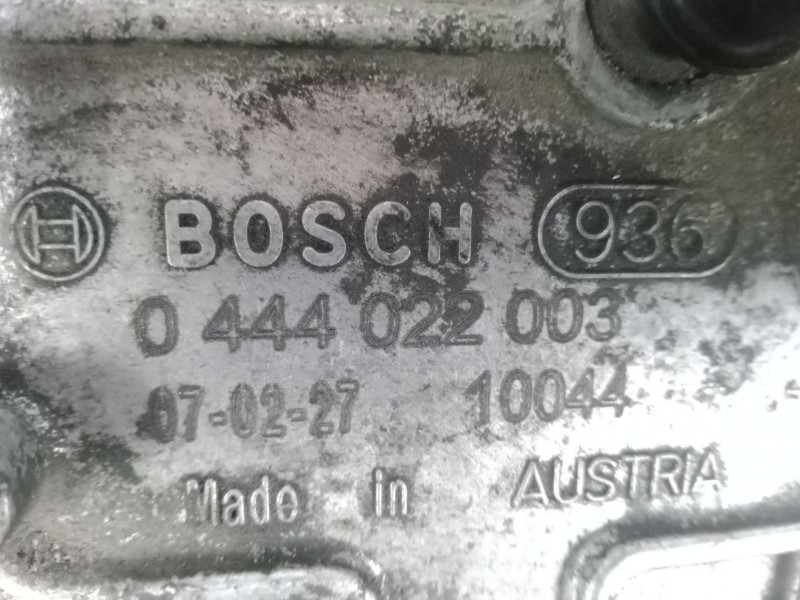 BOSCH 936
0 444 022 003
07-02-27 10044
Made in AUSTRIA